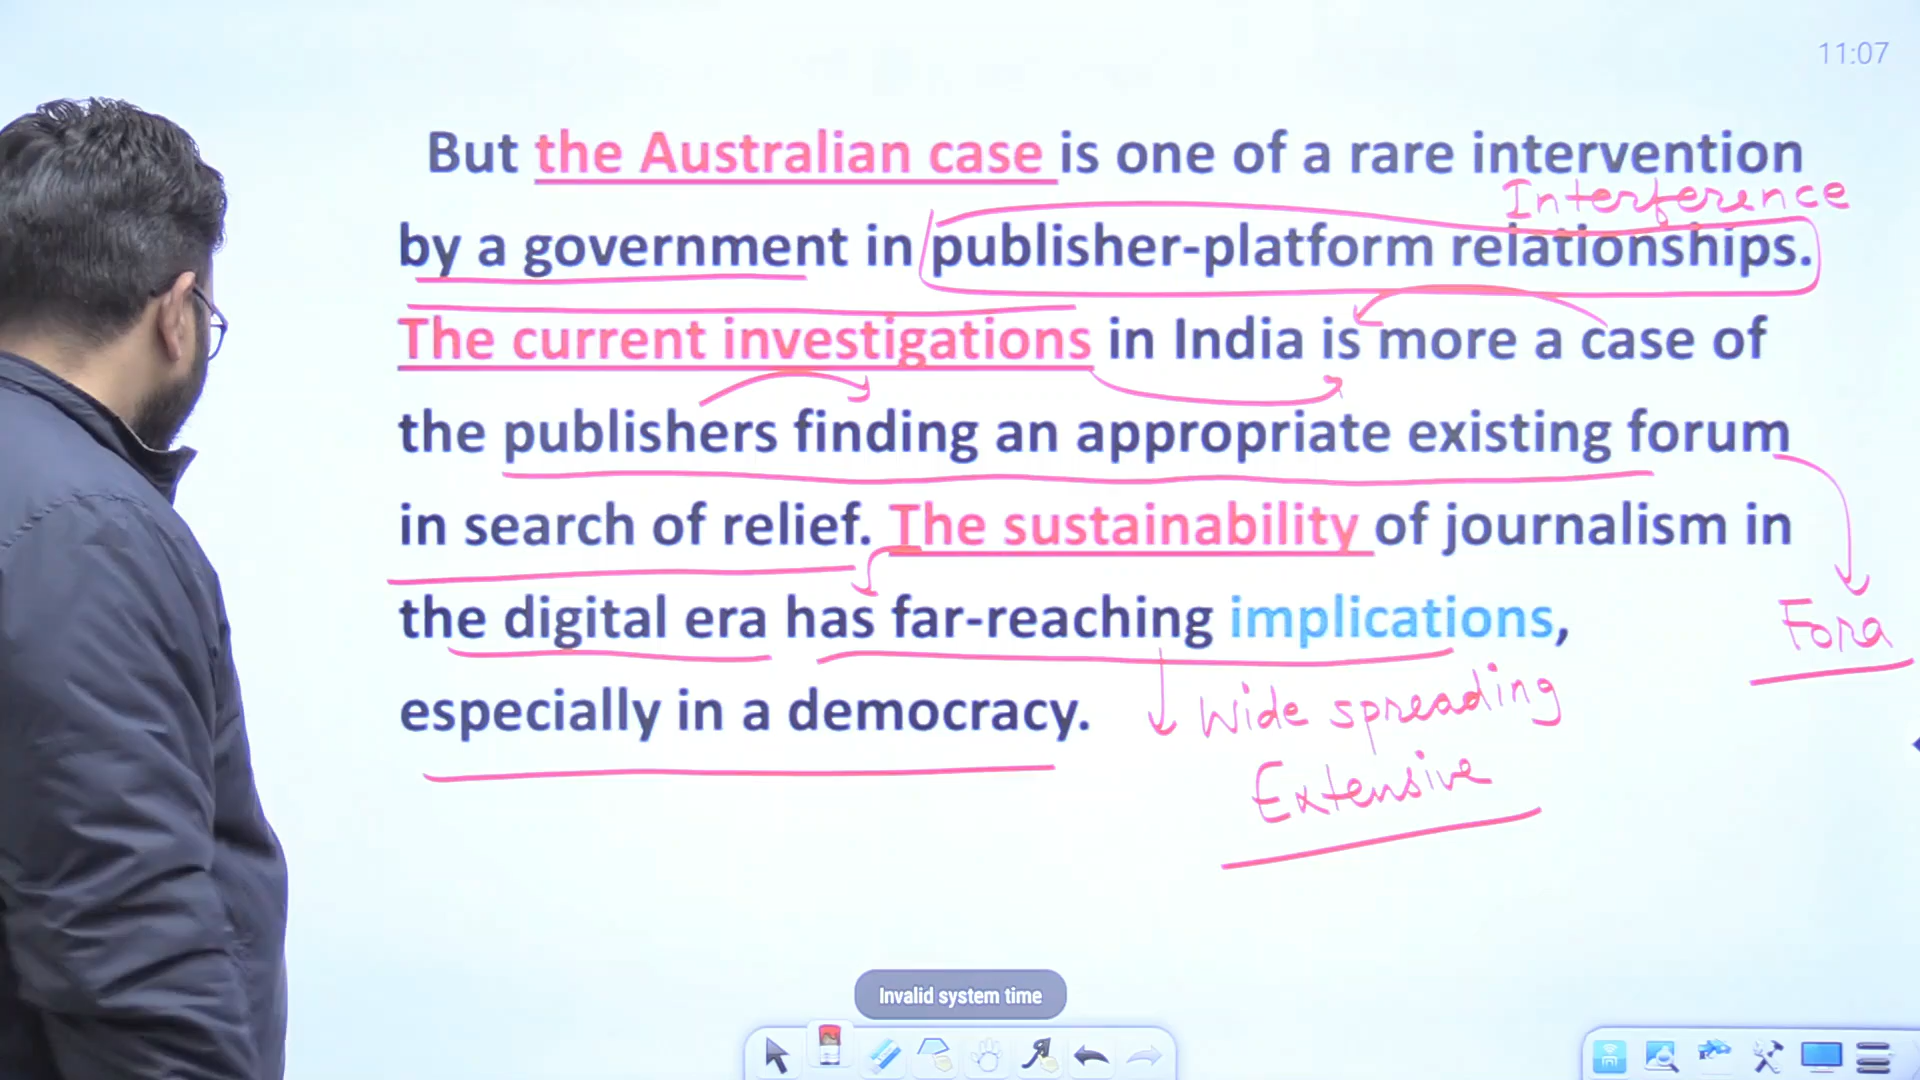 11:07
But the Australian case is one of a rare intervention
Interference
by a government in publisher-platform relationships.
The current investigations in India is more a case of
the publishers finding an appropriate existing forum
in search of relief. The sustainability of journalism in
the digital era has far-reaching implications,
Fora
especially in a democracy.
Wide spreading
Extensive
Invalid system time